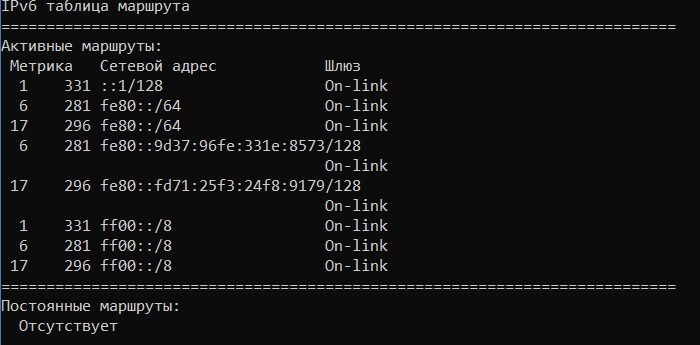 IPv6 таблица маршрута
===========================================================================
Активные маршруты:
 Метрика   Сетевой адрес            Шлюз
  1    331 ::1/128                  On-link
  6    281 fe80::/64                On-link
 17    296 fe80::/64                On-link
  6    281 fe80::9d37:96fe:331e:8573/128
                                    On-link
 17    296 fe80::fd71:25f3:24f8:9179/128
                                    On-link
  1    331 ff00::/8                 On-link
  6    281 ff00::/8                 On-link
 17    296 ff00::/8                 On-link
===========================================================================
Постоянные маршруты:
  Отсутствует